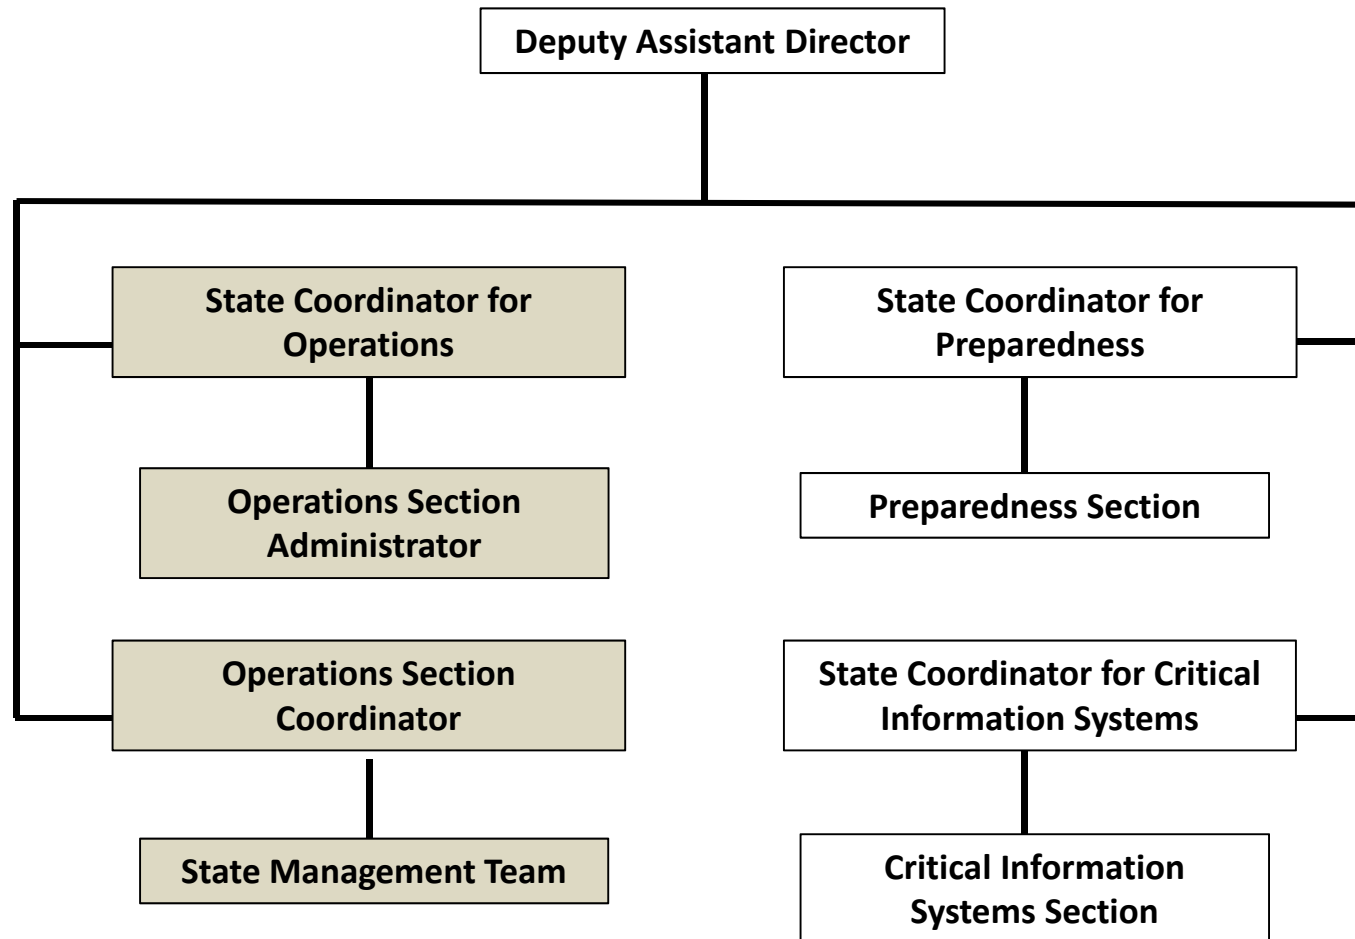 Deputy Assistant Director
State Coordinator for
Operations
State Coordinator for
Preparedness
Operations Section
Administrator
Preparedness Section
Operations Section
Coordinator
State Coordinator for Critical
Information Systems
State Management Team
Critical Information
Systems Section